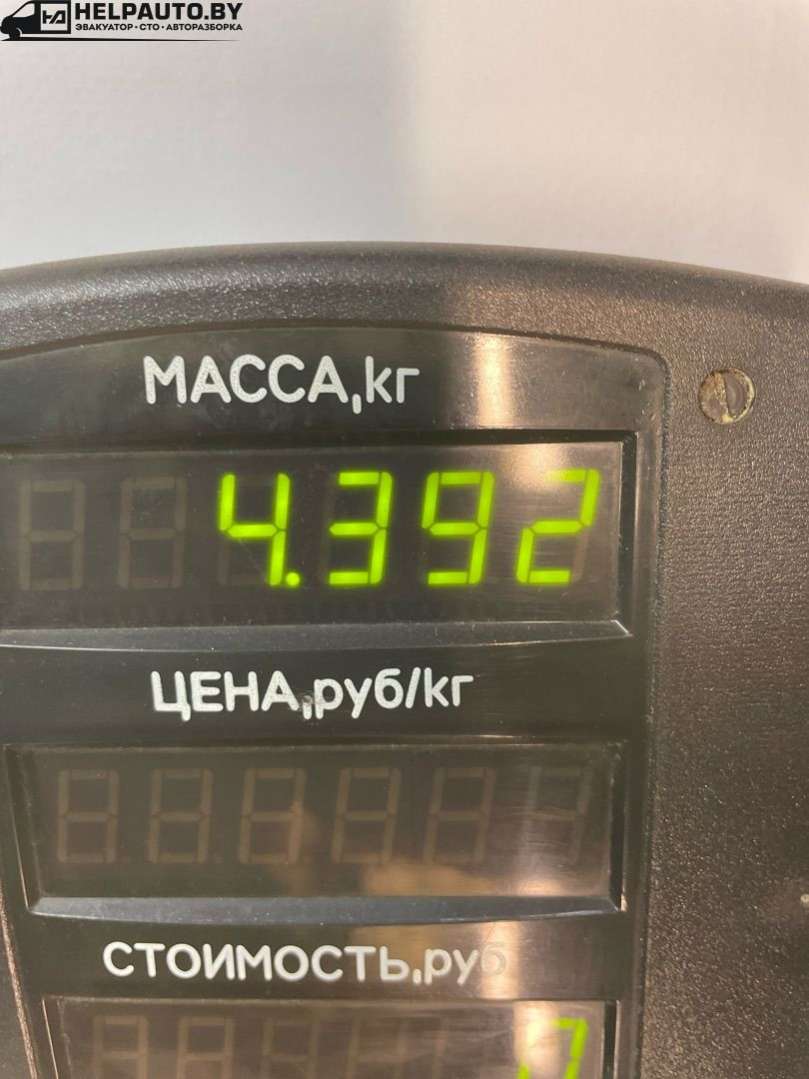 HELPAUTO.BY
ЭВАКУАТОР • СТО • АВТОРАЗБОРКА
МАССА,кг
4.392
ЦЕНА,руб/кг
СТОИМОСТЬ,руб